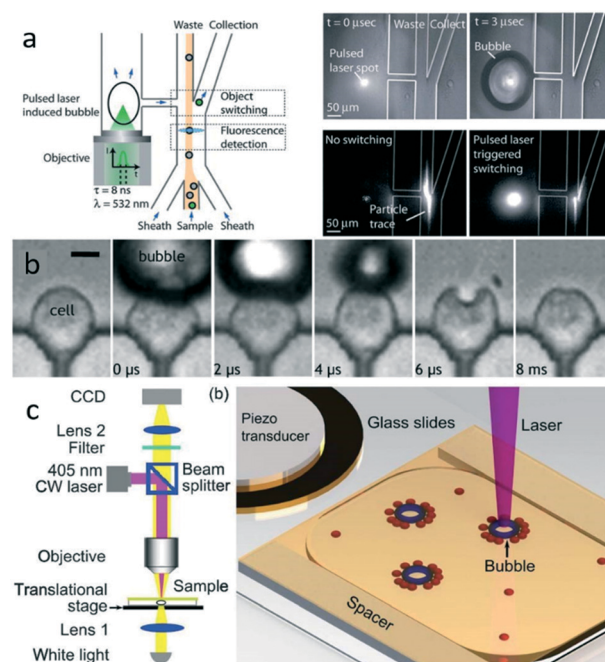 a
Waste
Collection
Pulsed laser
induced bubble
Object
switching
Fluorescence
detection
Objective
I
t
τ = 8 ns
λ = 532 nm
Sheath
Sample
Sheath
t = 0 μsec
Waste
Collect
Pulsed
laser spot
50 μm
t = 3 μsec
Bubble
No switching
50 μm
Particle
trace
Pulsed laser
triggered
switching
b
cell
bubble
0 μs
2 μs
4 μs
6 μs
8 ms
c
CCD
Lens 2
Filter
405 nm
CW laser
Beam
splitter
Objective
Sample
Translational
stage
Lens 1
White light
(b)
Piezo
transducer
Glass slides
Laser
Bubble
Spacer